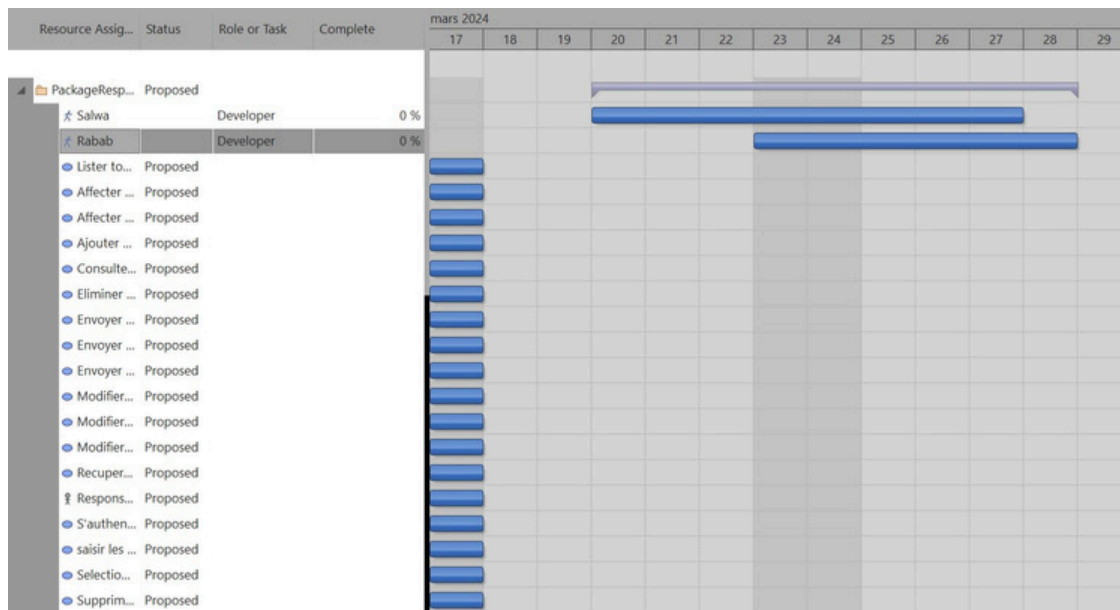 mars 2024
Resource Assig... Status Role or Task Complete
17 18 19 20 21 22 23 24 25 26 27 28 29
PackageResp... Proposed
Salwa Developer 0 %
Rabab Developer 0 %
Lister to... Proposed
Affecter ... Proposed
Affecter ... Proposed
Ajouter ... Proposed
Consulte... Proposed
Eliminer ... Proposed
Envoyer ... Proposed
Envoyer ... Proposed
Envoyer ... Proposed
Modifier... Proposed
Modifier... Proposed
Modifier... Proposed
Recuper... Proposed
Respons... Proposed
S'authen... Proposed
saisir les ... Proposed
Selectio... Proposed
Supprim... Proposed